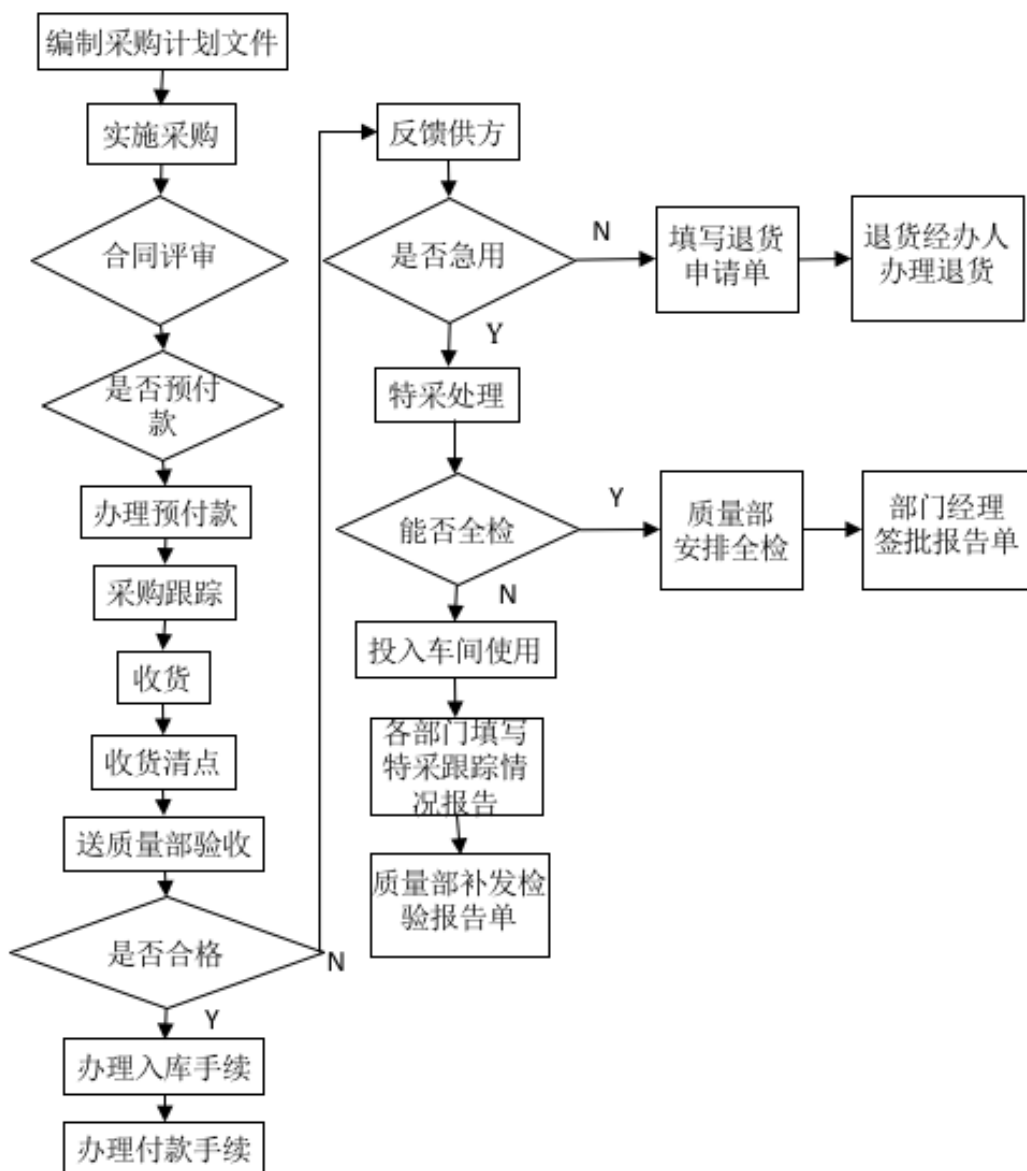 编制采购计划文件
实施采购
合同评审
是否预付
款
办理预付款
采购跟踪
收货
收货清点
送质量部验收
是否合格
N
Y
办理入库手续
办理付款手续
反馈供方
是否急用
N
填写退货
申请单
退货经办人
办理退货
Y
特采处理
能否全检
Y
质量部
安排全检
部门经理
签批报告单
N
投入车间使用
各部门填写
特采跟踪情
况报告
质量部补发检
验报告单